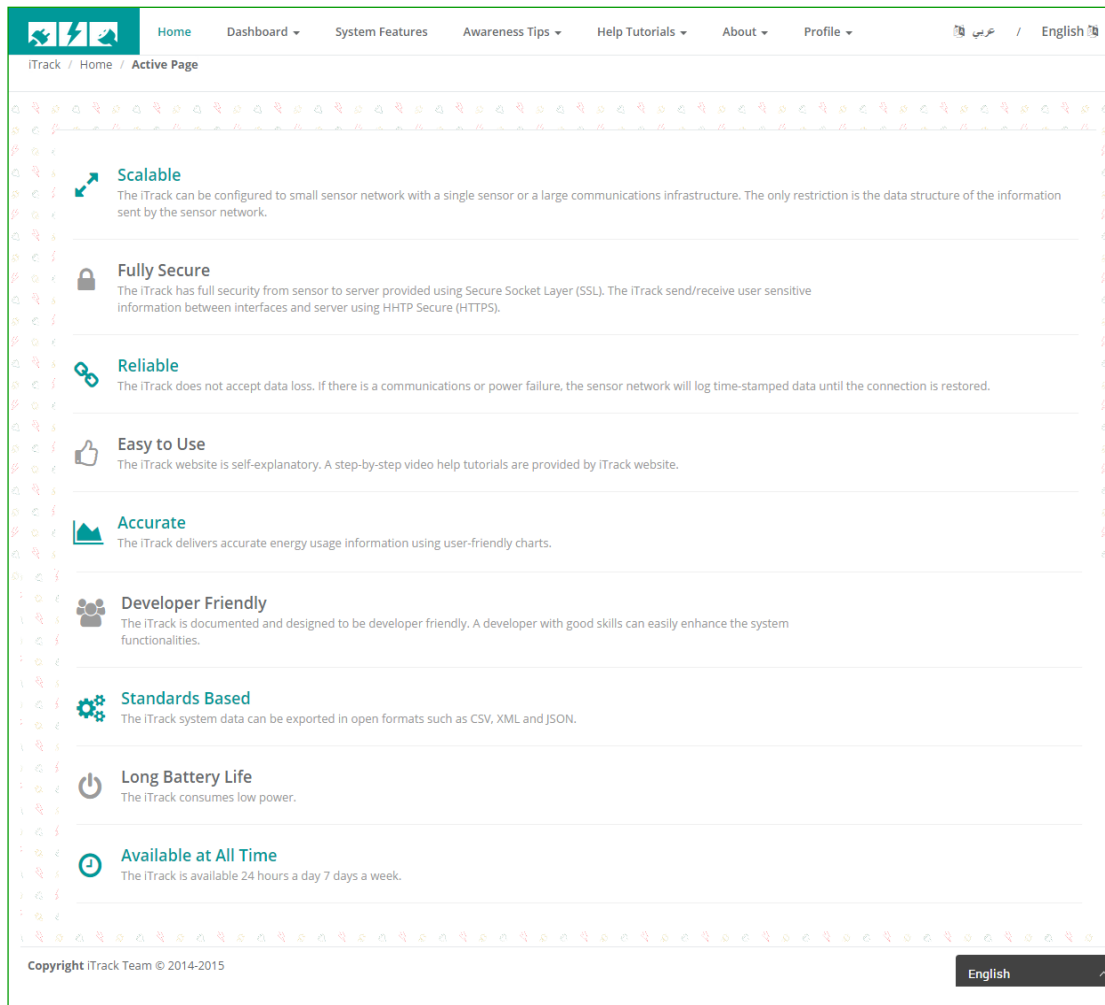 Home Dashboard System Features Awareness Tips Help Tutorials About Profile عربي / English
iTrack / Home / Active Page
Scalable
The iTrack can be configured to small sensor network with a single sensor or a large communications infrastructure. The only restriction is the data structure of the information
sent by the sensor network.
Fully Secure
The iTrack has full security from sensor to server provided using Secure Socket Layer (SSL). The iTrack send/receive user sensitive
information between interfaces and server using HHTP Secure (HTTPS).
Reliable
The iTrack does not accept data loss. If there is a communications or power failure, the sensor network will log time-stamped data until the connection is restored.
Easy to Use
The iTrack website is self-explanatory. A step-by-step video help tutorials are provided by iTrack website.
Accurate
The iTrack delivers accurate energy usage information using user-friendly charts.
Developer Friendly
The iTrack is documented and designed to be developer friendly. A developer with good skills can easily enhance the system
functionalities.
Standards Based
The iTrack system data can be exported in open formats such as CSV, XML and JSON.
Long Battery Life
The iTrack consumes low power.
Available at All Time
The iTrack is available 24 hours a day 7 days a week.
Copyright iTrack Team © 2014-2015
English